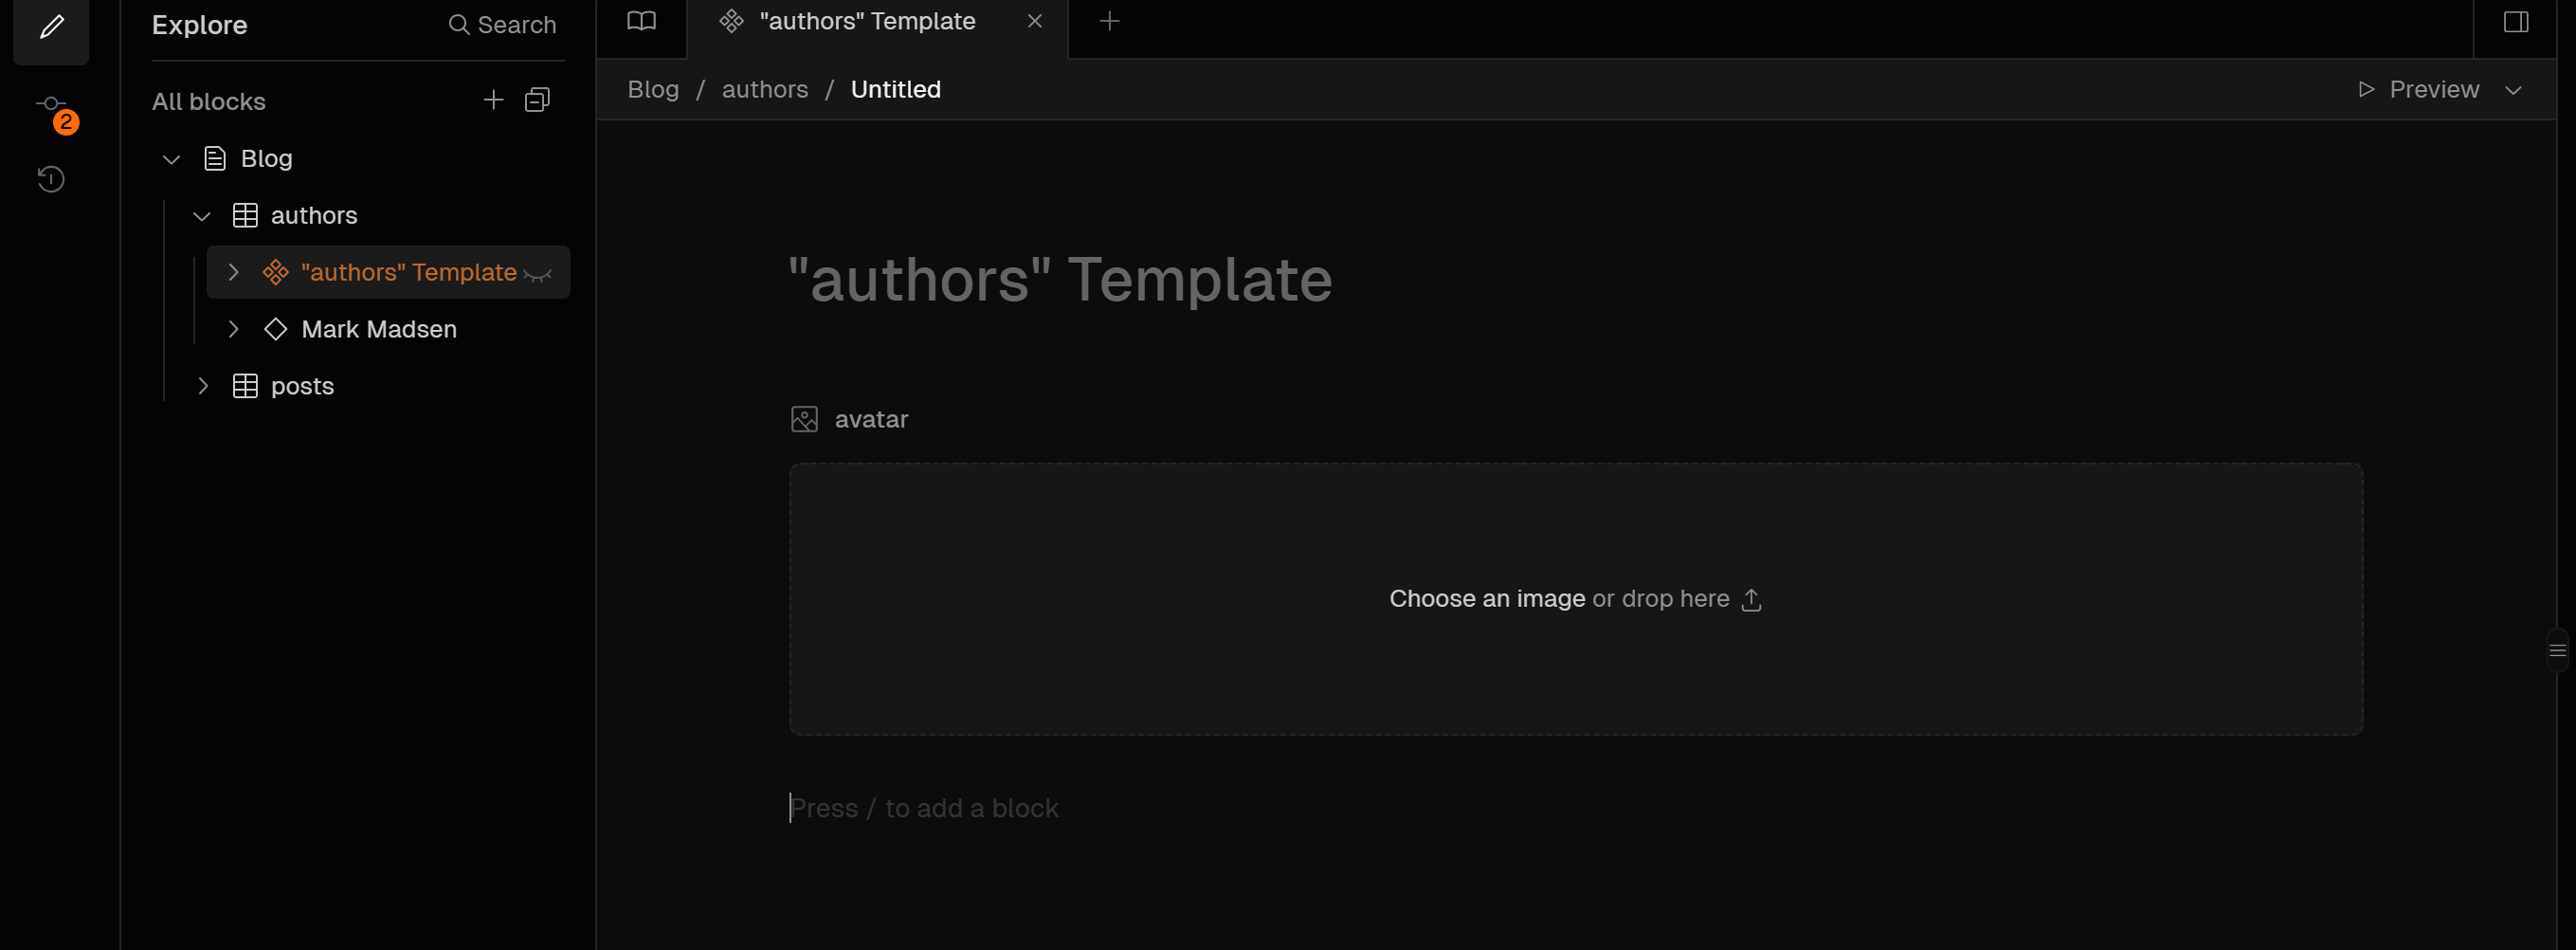 Explore
Search
All blocks
2
Blog
authors
"authors" Template
Mark Madsen
posts
"authors" Template
Blog / authors / Untitled
Preview
"authors" Template
avatar
Choose an image or drop here
Press / to add a block